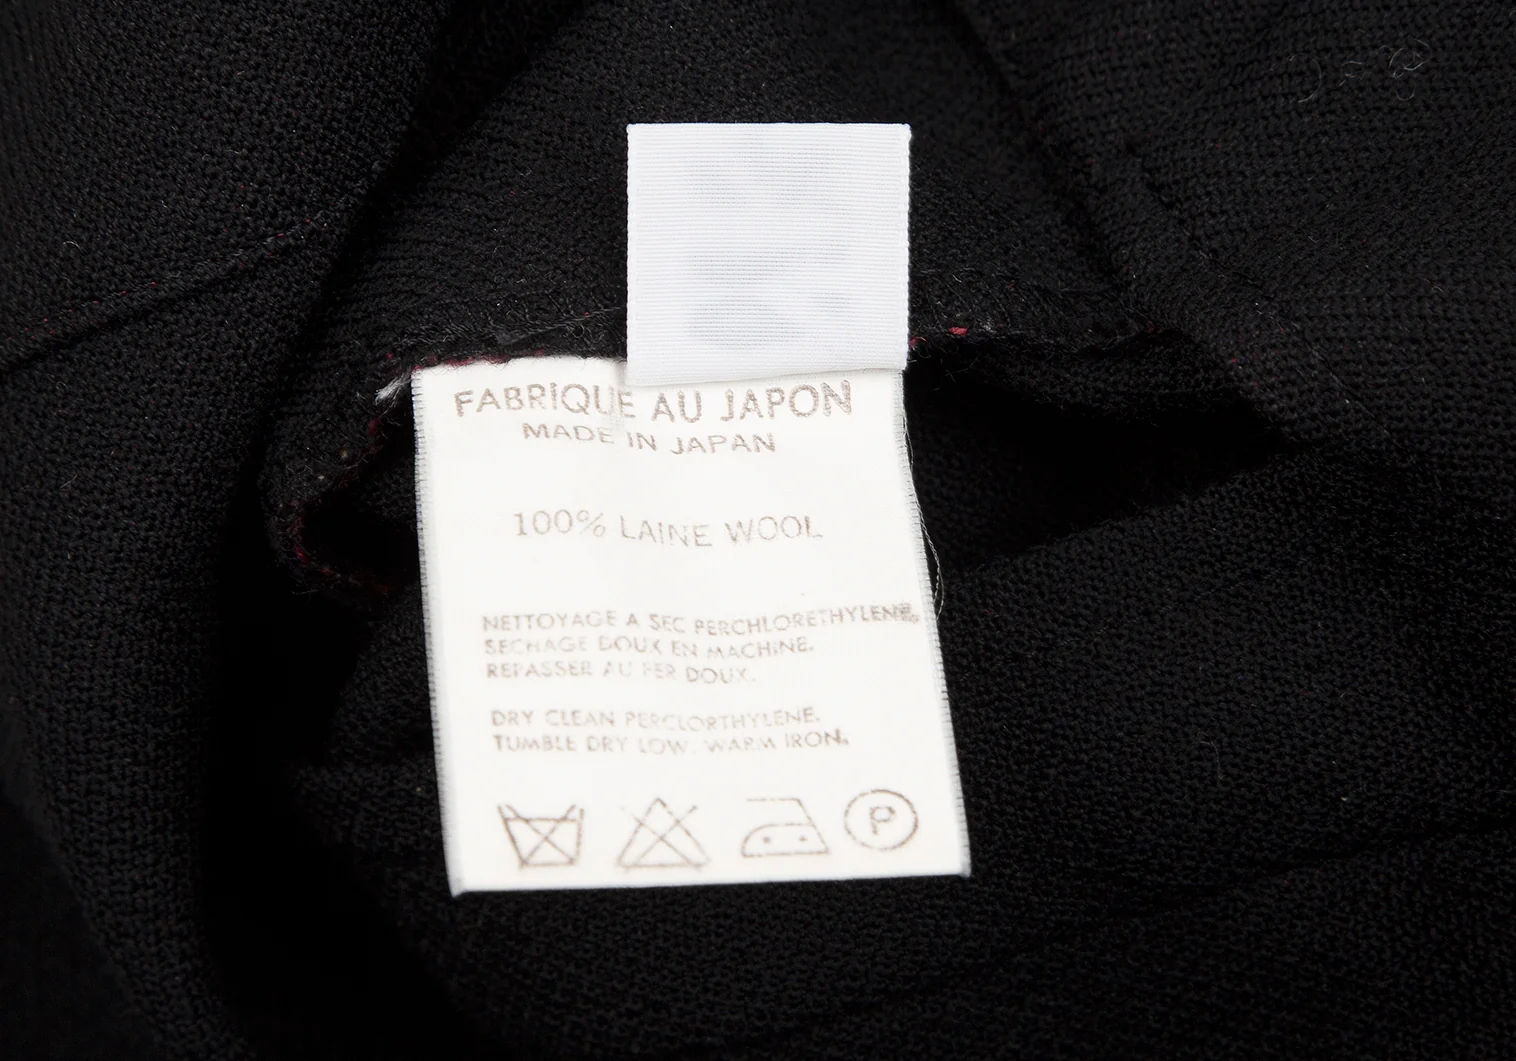 FABRIQUE AU JAPON
MADE IN JAPAN
100% LAINE WOOL
NETTOYAGE A SEC PERCHLORETHYLENE.
SECHAGE DOUX EN MACHINE.
REPASSER AU FER DOUX.
DRY CLEAN PERCLORTHYLENE.
TUMBLE DRY LOW. WARM IRON.
P